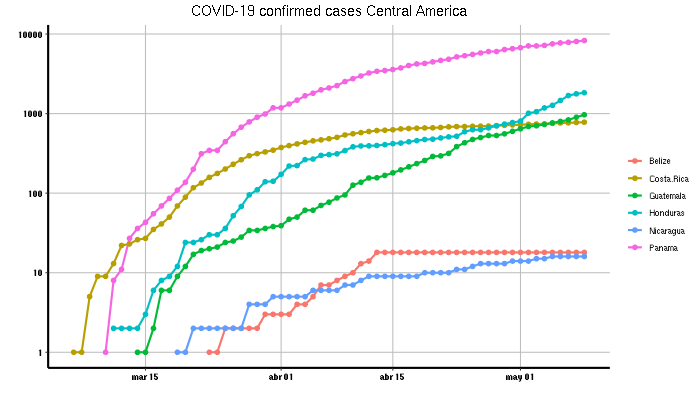 COVID-19 confirmed cases Central America
10000
1000
100
10
1
mar 15
abr 01
abr 15
may 01
Belize
Costa.Rica
Guatemala
Honduras
Nicaragua
Panama